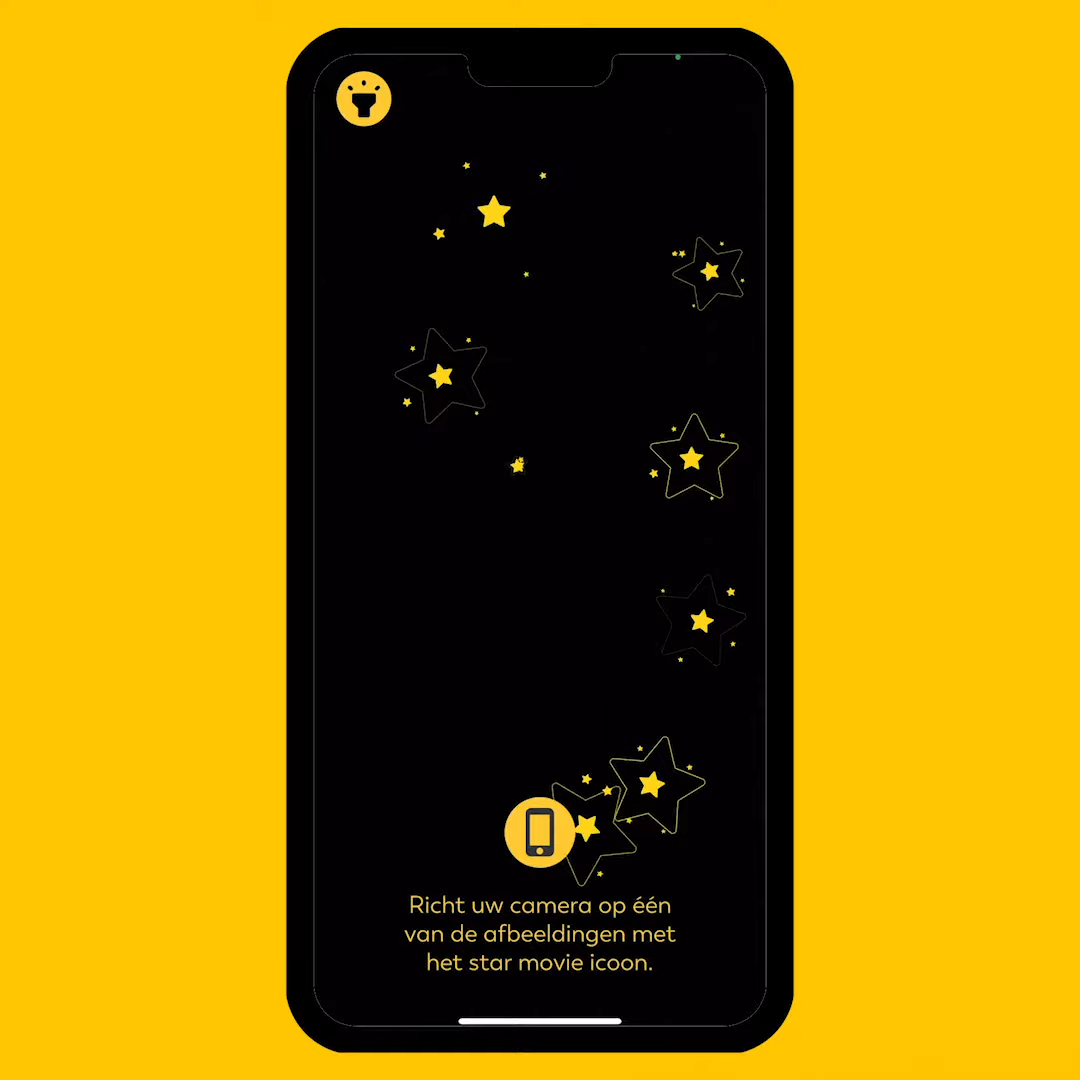 Richt uw camera op één
van de afbeeldingen met
het star movie icoon.